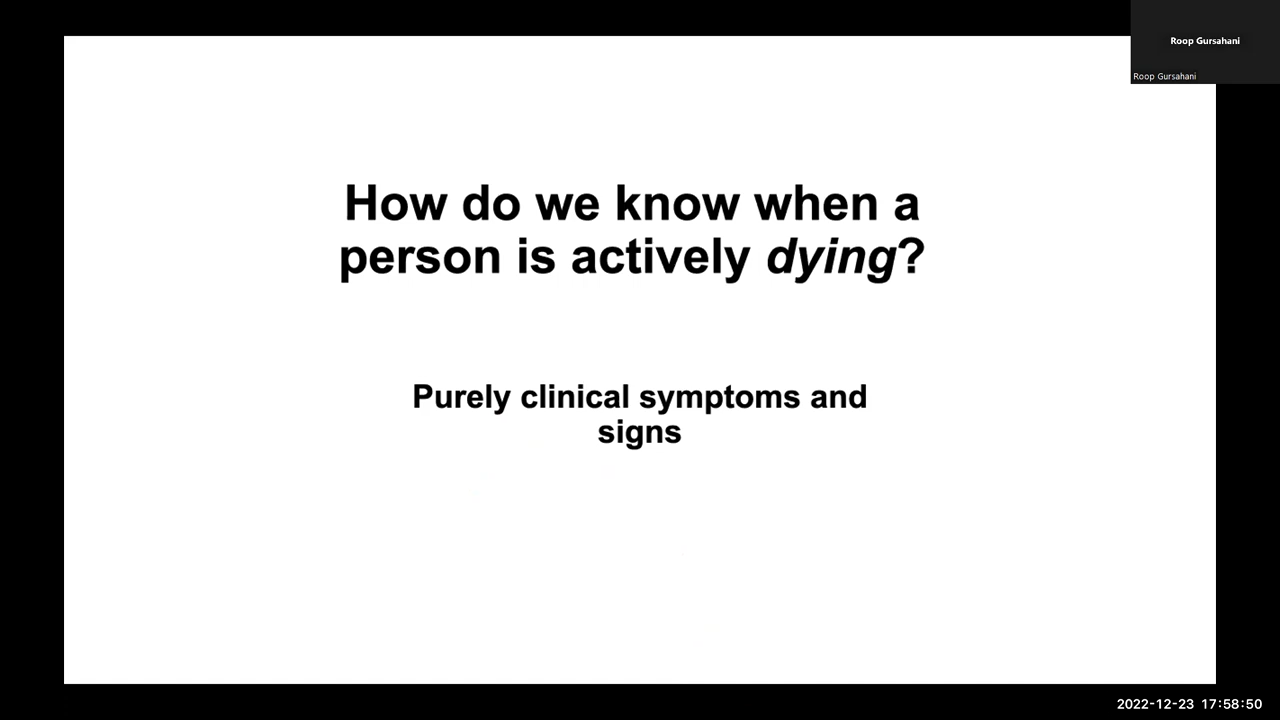 Roop Gursahani
Roop Gursahani
How do we know when a
person is actively dying?
Purely clinical symptoms and
signs
2022-12-23 17:58:50